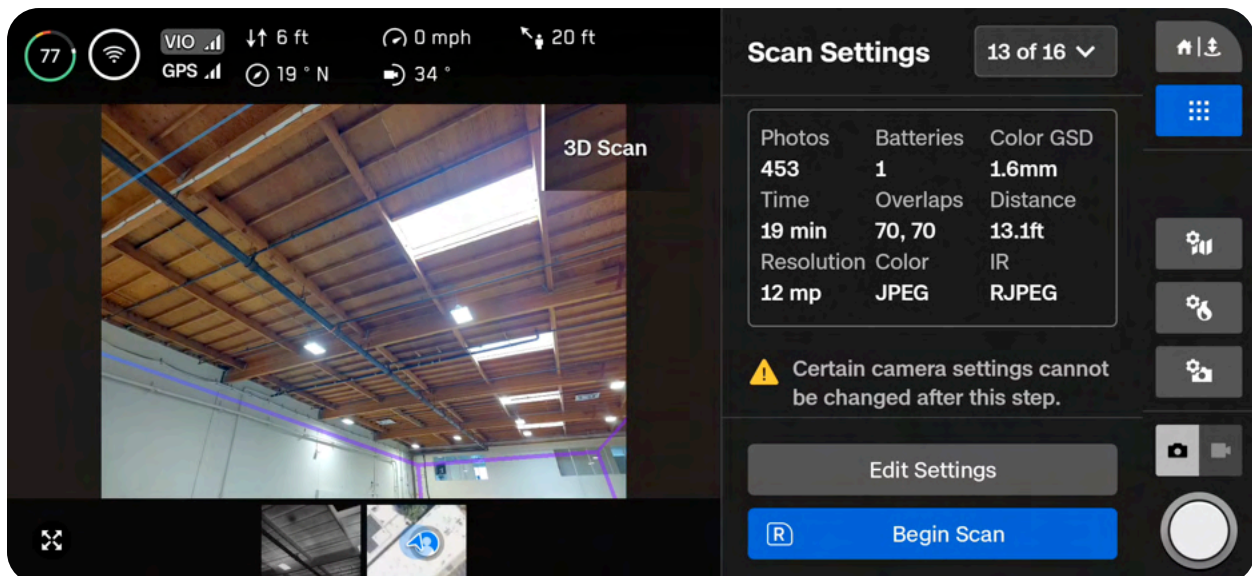 77
VIO
GPS
6 ft
0 mph
20 ft
19 ° N
34 °
3D Scan
Scan Settings
13 of 16
Photos Batteries Color GSD
453 1 1.6mm
Time Overlaps Distance
19 min 70, 70 13.1ft
Resolution Color IR
12 mp JPEG RJPEG
Certain camera settings cannot
be changed after this step.
Edit Settings
R Begin Scan